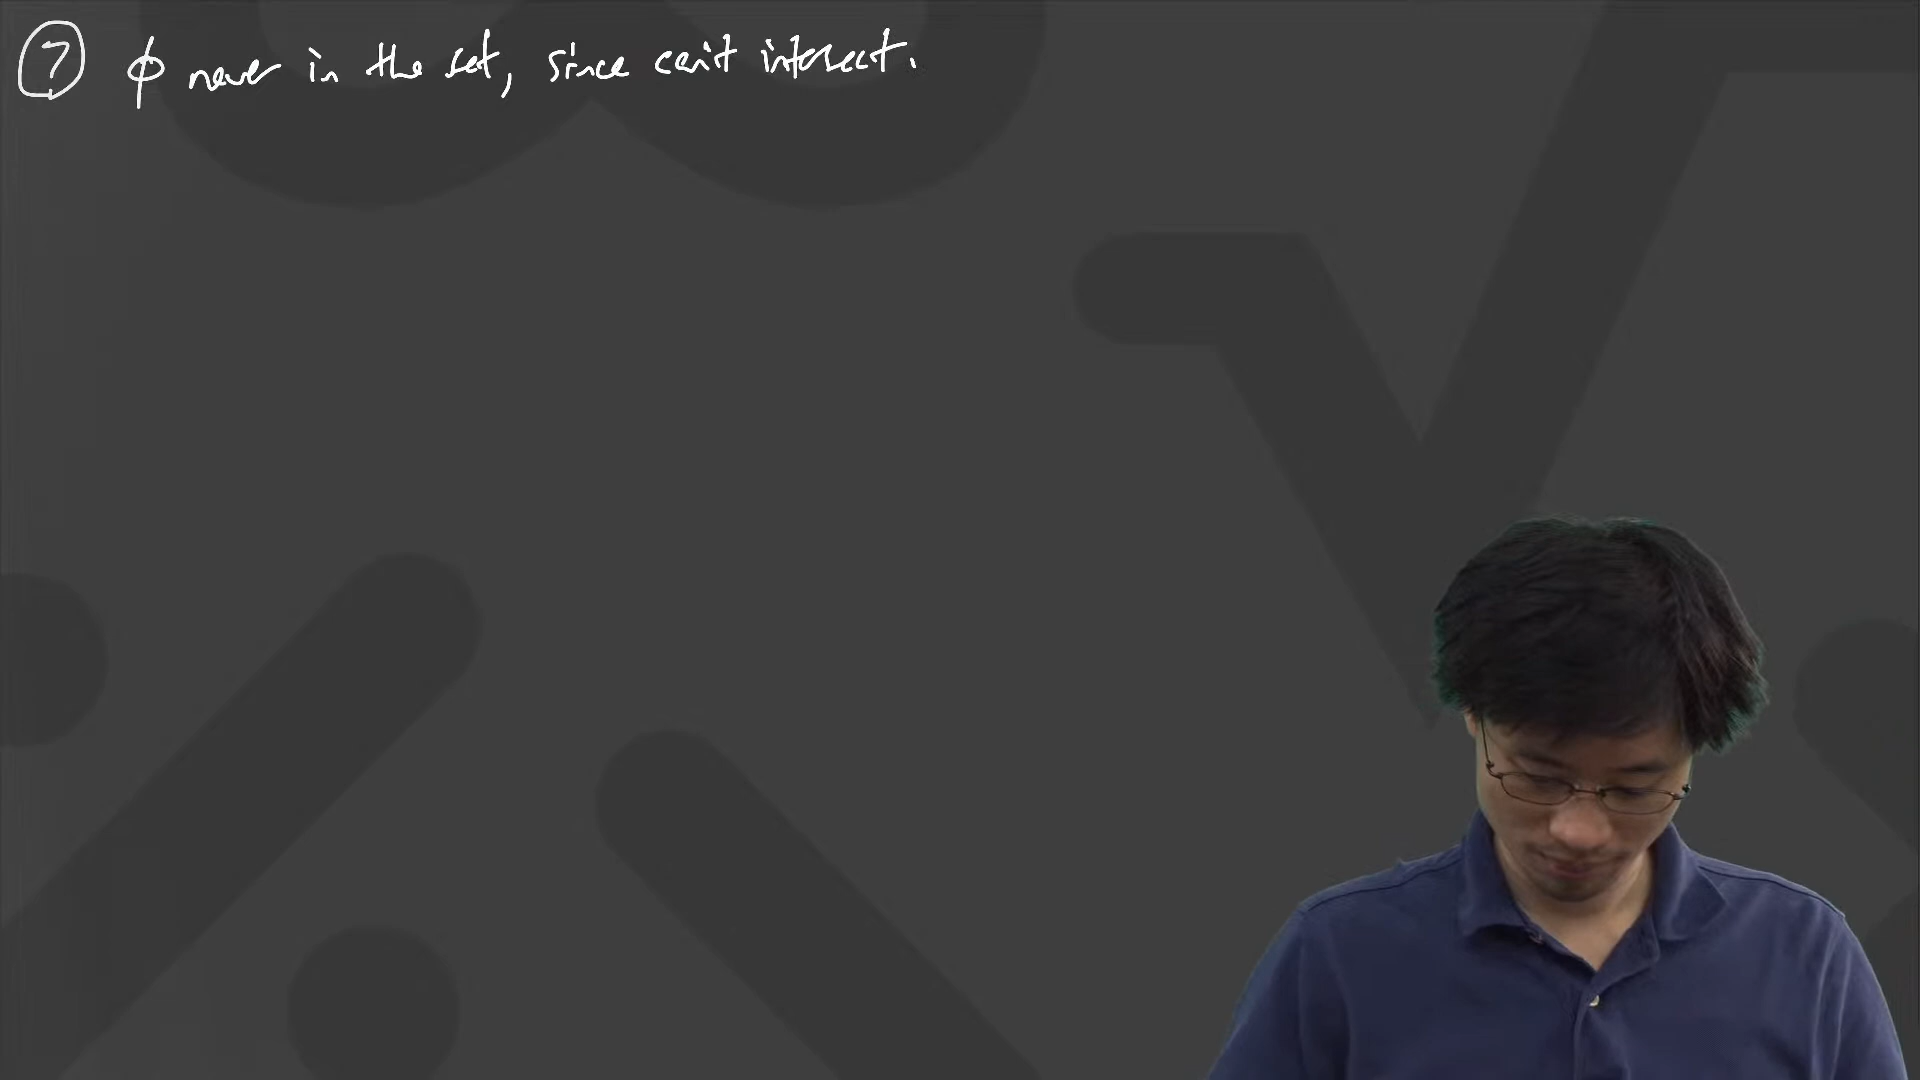 ⑦ ϕ never in the set, since can't intersect.